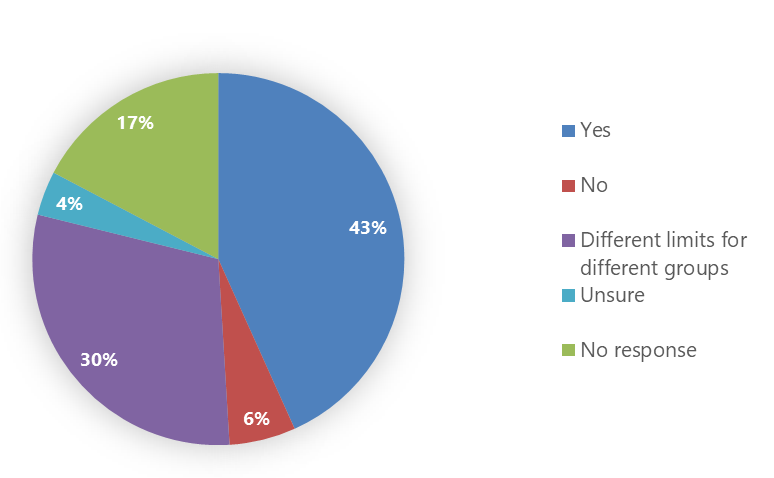 17%
4%
43%
30%
6%
Yes
No
Different limits for
different groups
Unsure
No response